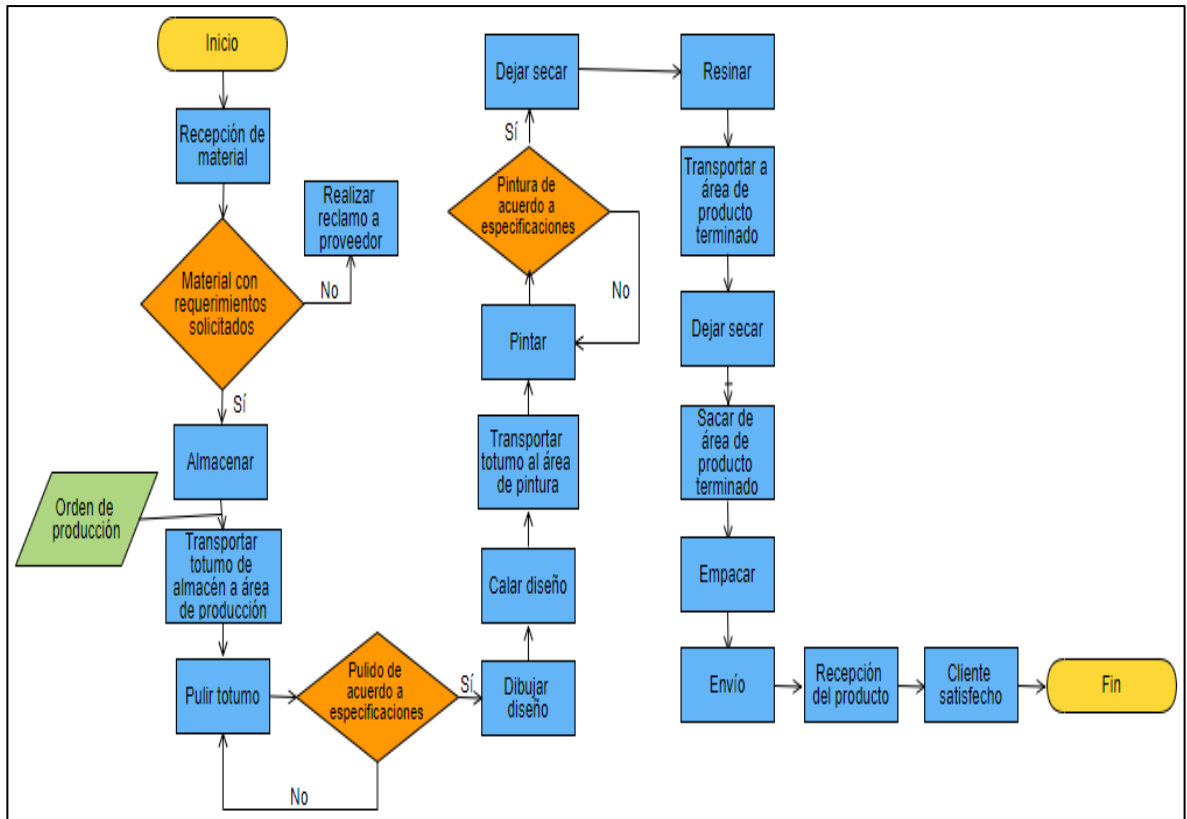 Inicio
Recepción de
material
Realizar
reclamo a
proveedor
Material con
requerimientos
solicitados
No
Sí
Almacenar
Orden de
producción
Transportar
totumo de
almacén a área
de producción
Pulir totumo
Pulido de
acuerdo a
especificaciones
No
Sí
Dibujar
diseño
Calar diseño
Transportar
totumo al área
de pintura
Pintar
Pintura de
acuerdo a
especificaciones
No
Sí
Dejar secar
Resinar
Transportar a
área de
producto
terminado
Dejar secar
Sacar de
área de
producto
terminado
Empacar
Envío
Recepción
del producto
Cliente
satisfecho
Fin